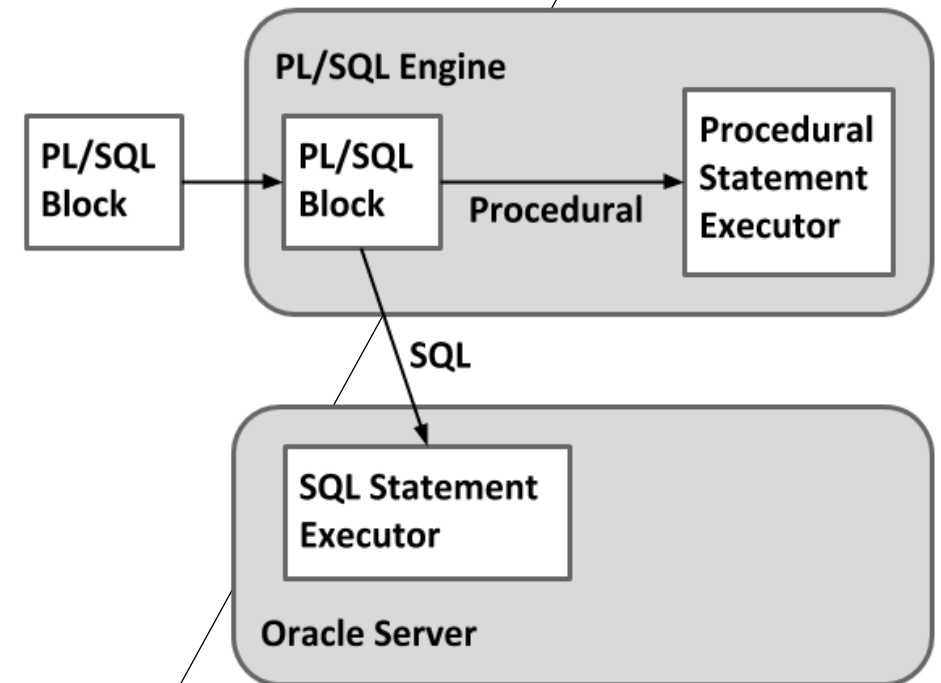 PL/SQL Engine
PL/SQL
Block
PL/SQL
Block
Procedural
Procedural
Statement
Executor
SQL
SQL Statement
Executor
Oracle Server